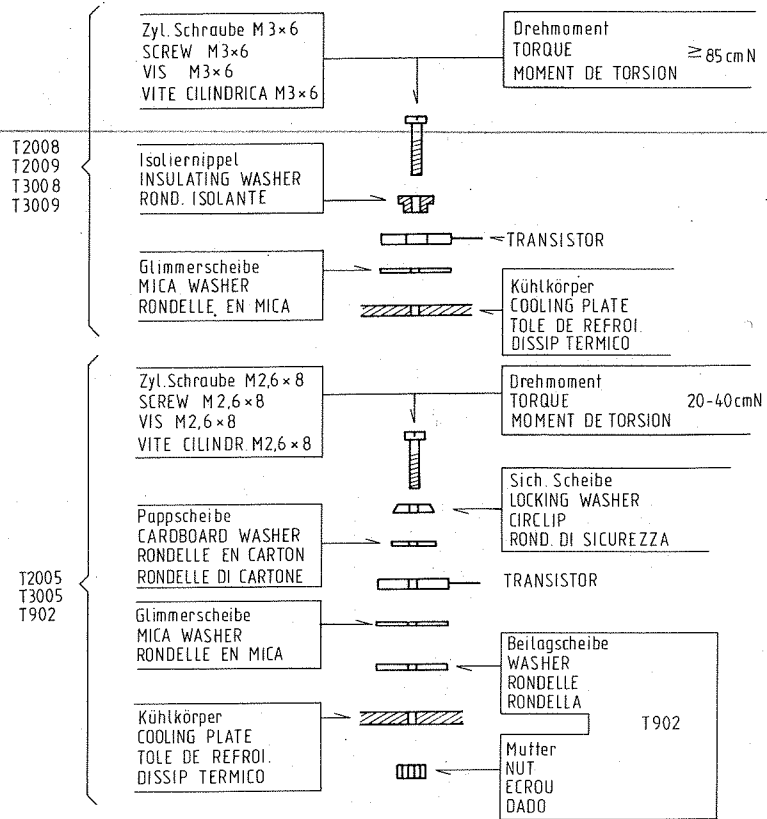 Zyl. Schraube M3×6
SCREW M3×6
VIS M3×6
VITE CILINDRICA M3×6
Drehmoment
TORQUE ≧ 85 cm N
MOMENT DE TORSION
T2008
T2009
T3008
T3009
Isoliernippel
INSULATING WASHER
ROND. ISOLANTE
TRANSISTOR
Glimmerscheibe
MICA WASHER
RONDELLE EN MICA
Kühlkörper
COOLING PLATE
TOLE DE REFROI.
DISSIP TERMICO
Zyl. Schraube M2,6×8
SCREW M2,6×8
VIS M2,6×8
VITE CILINDR. M2,6×8
Drehmoment
TORQUE 20-40 cmN
MOMENT DE TORSION
Sich. Scheibe
LOCKING WASHER
CIRCLIP
ROND. DI SICUREZZA
Pappscheibe
CARDBOARD WASHER
RONDELLE EN CARTON
RONDELLE DI CARTONE
T2005
T3005
T902
TRANSISTOR
Glimmerscheibe
MICA WASHER
RONDELLE EN MICA
Beilagscheibe
WASHER
RONDELLE
RONDELLA
T902
Kühlkörper
COOLING PLATE
TOLE DE REFROI.
DISSIP TERMICO
Mutter
NUT
ECROU
DADO